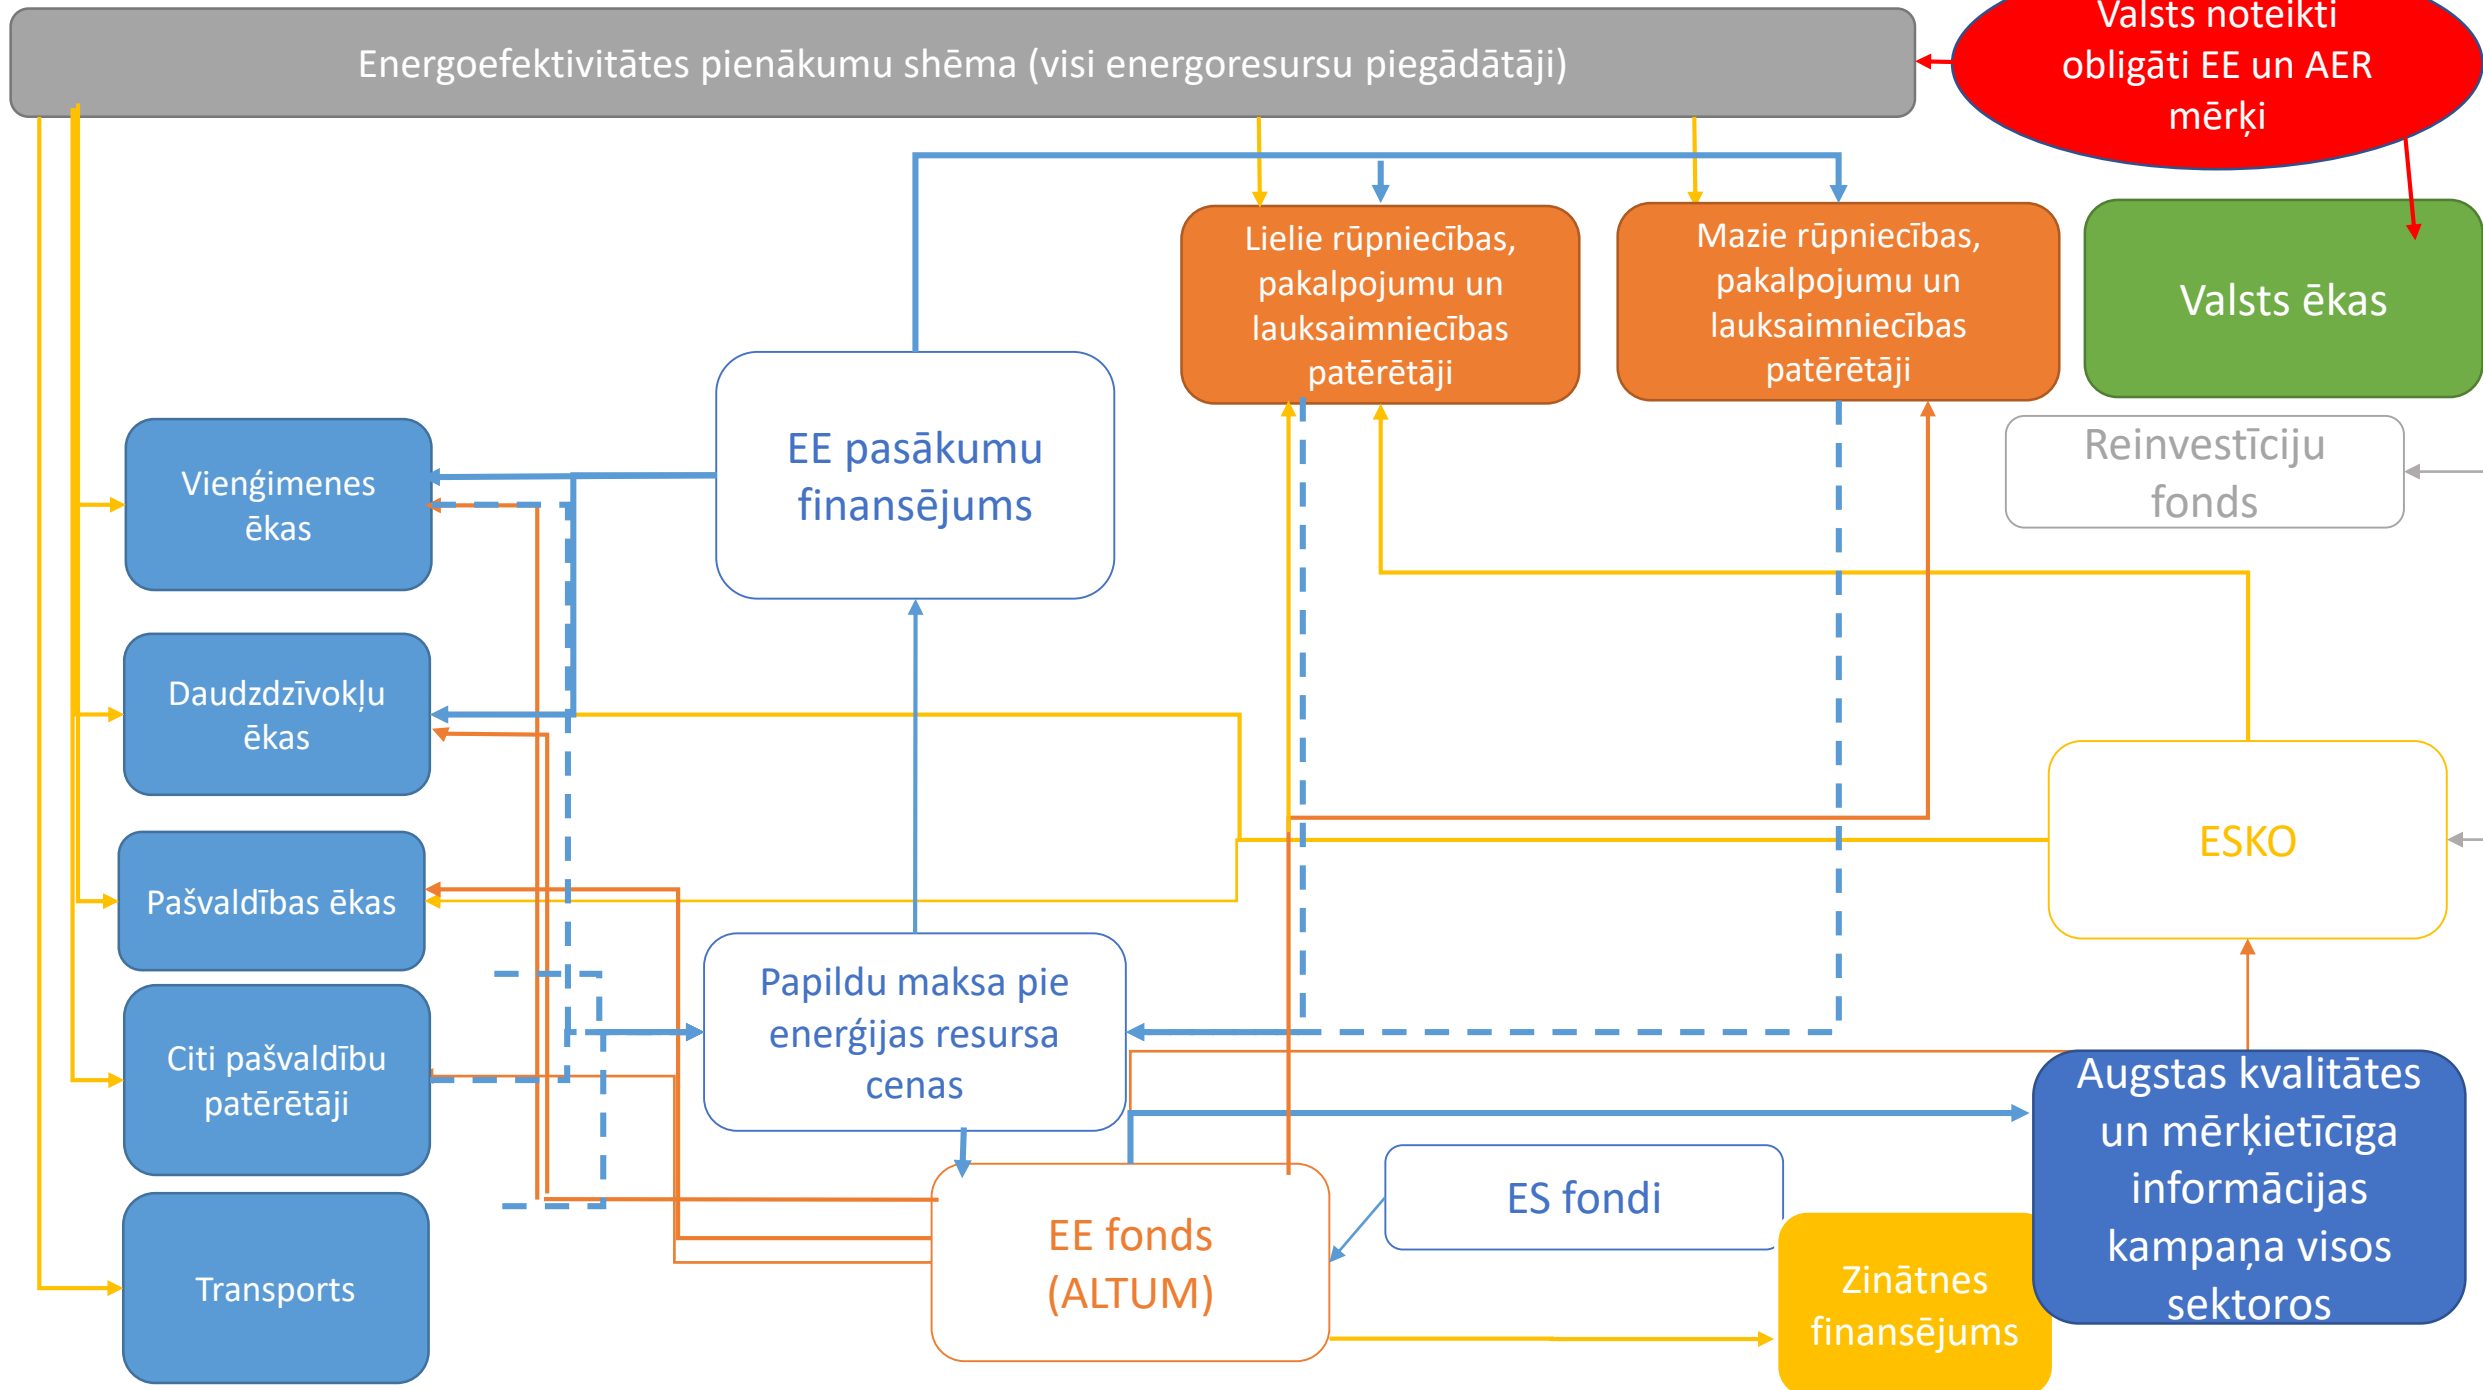 Valsts noteikti
obligāti EE un AER
mērķi
Energoefektivitātes pienākumu shēma (visi energoresursu piegādātāji)
Lielie rūpniecības,
pakalpojumu un
lauksaimniecības
patērētāji
Mazie rūpniecības,
pakalpojumu un
lauksaimniecības
patērētāji
Valsts ēkas
Reinvestīciju
fonds
EE pasākumu
finansējums
Vienģimenes
ēkas
Daudzdzīvokļu
ēkas
Pašvaldības ēkas
Citi pašvaldību
patērētāji
Transports
ESKO
Papildu maksa pie
enerģijas resursa
cenas
EE fonds
(ALTUM)
ES fondi
Zinātnes
finansējums
Augstas kvalitātes
un mērķietīcīga
informācijas
kampaņa visos
sektoros